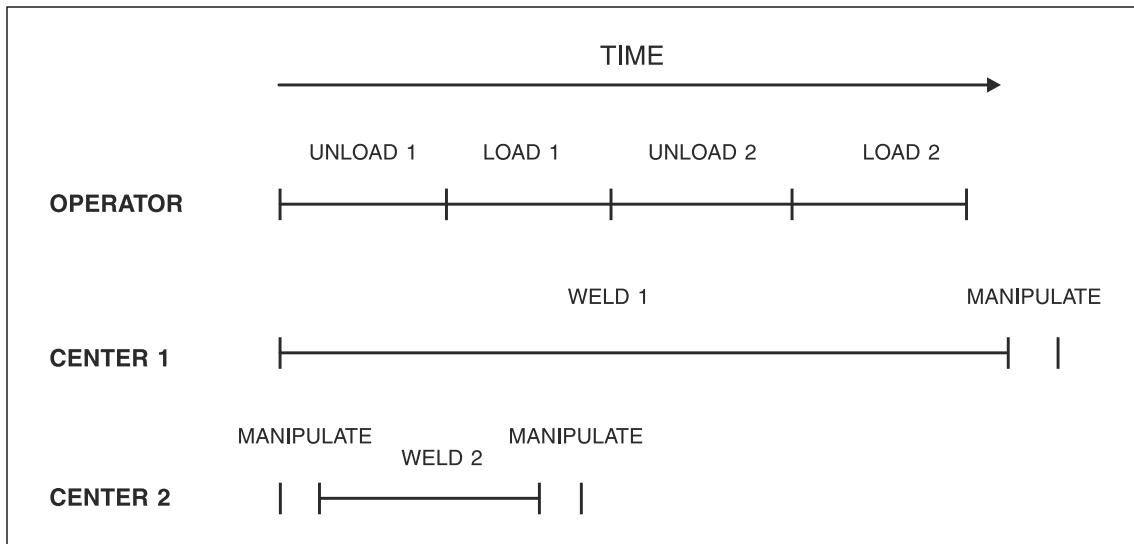 TIME
UNLOAD 1 LOAD 1 UNLOAD 2 LOAD 2
OPERATOR
WELD 1 MANIPULATE
CENTER 1
MANIPULATE MANIPULATE
WELD 2
CENTER 2